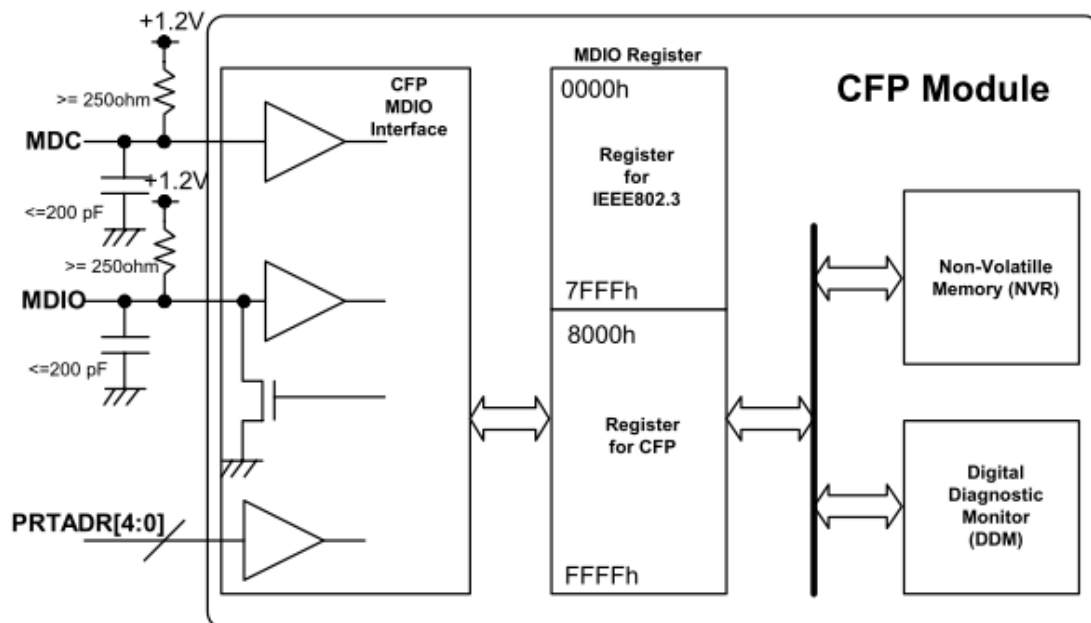 +1.2V
>= 250ohm
MDC
<=200 pF
+1.2V
>= 250ohm
MDIO
<=200 pF
PRTADR[4:0]
CFP
MDIO
Interface
MDIO Register
0000h
Register
for
IEEE802.3
7FFFh
8000h
Register
for CFP
FFFFh
CFP Module
Non-Volatille
Memory (NVR)
Digital
Diagnostic
Monitor
(DDM)